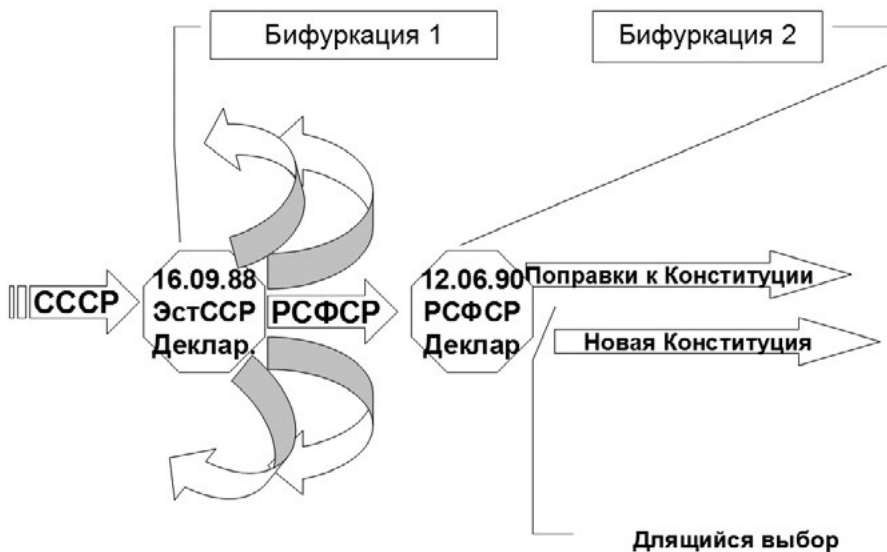 Бифуркация 1
Бифуркация 2
СССР
16.09.88
ЭстССР
Деклар.
РСФСР
12.06.90
РСФСР
Деклар
Поправки к Конституции
Новая Конституция
Длящийся выбор